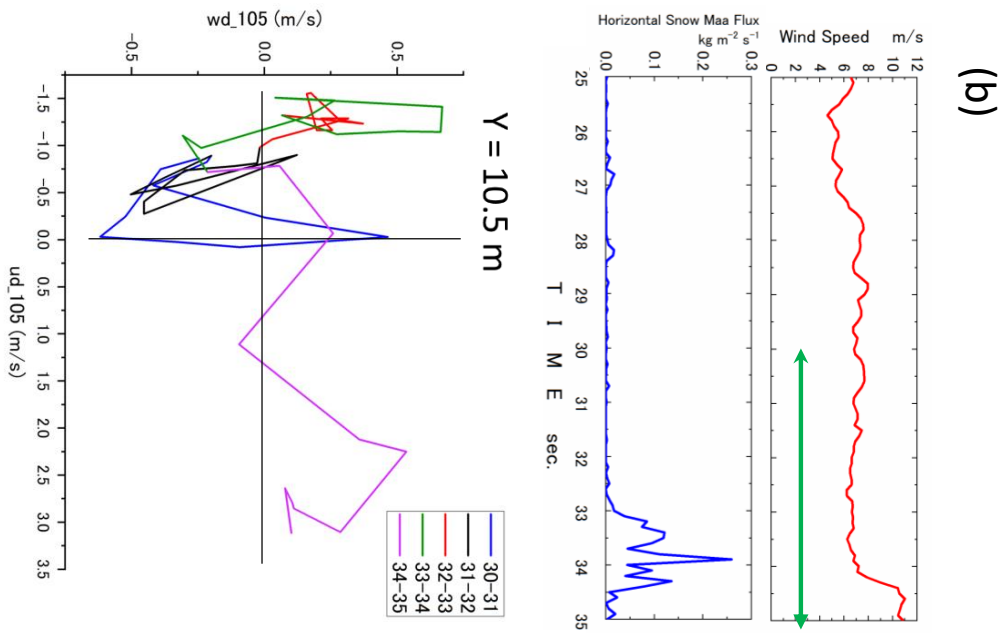 (b)
Wind Speed m/s
0 2 4 6 8 10 12
Horizontal Snow Maa Flux
kg m⁻² s⁻¹
0.0 0.1 0.2 0.3
25 26 27 28 29 30 31 32 33 34 35
T I M E sec.
Y = 10.5 m
wd_105 (m/s)
-0.5 0.0 0.5
-1.5 -1.0 -0.5 0.0 0.5 1.0 1.5 2.0 2.5 3.0 3.5
ud_105 (m/s)
30-31
31-32
32-33
33-34
34-35